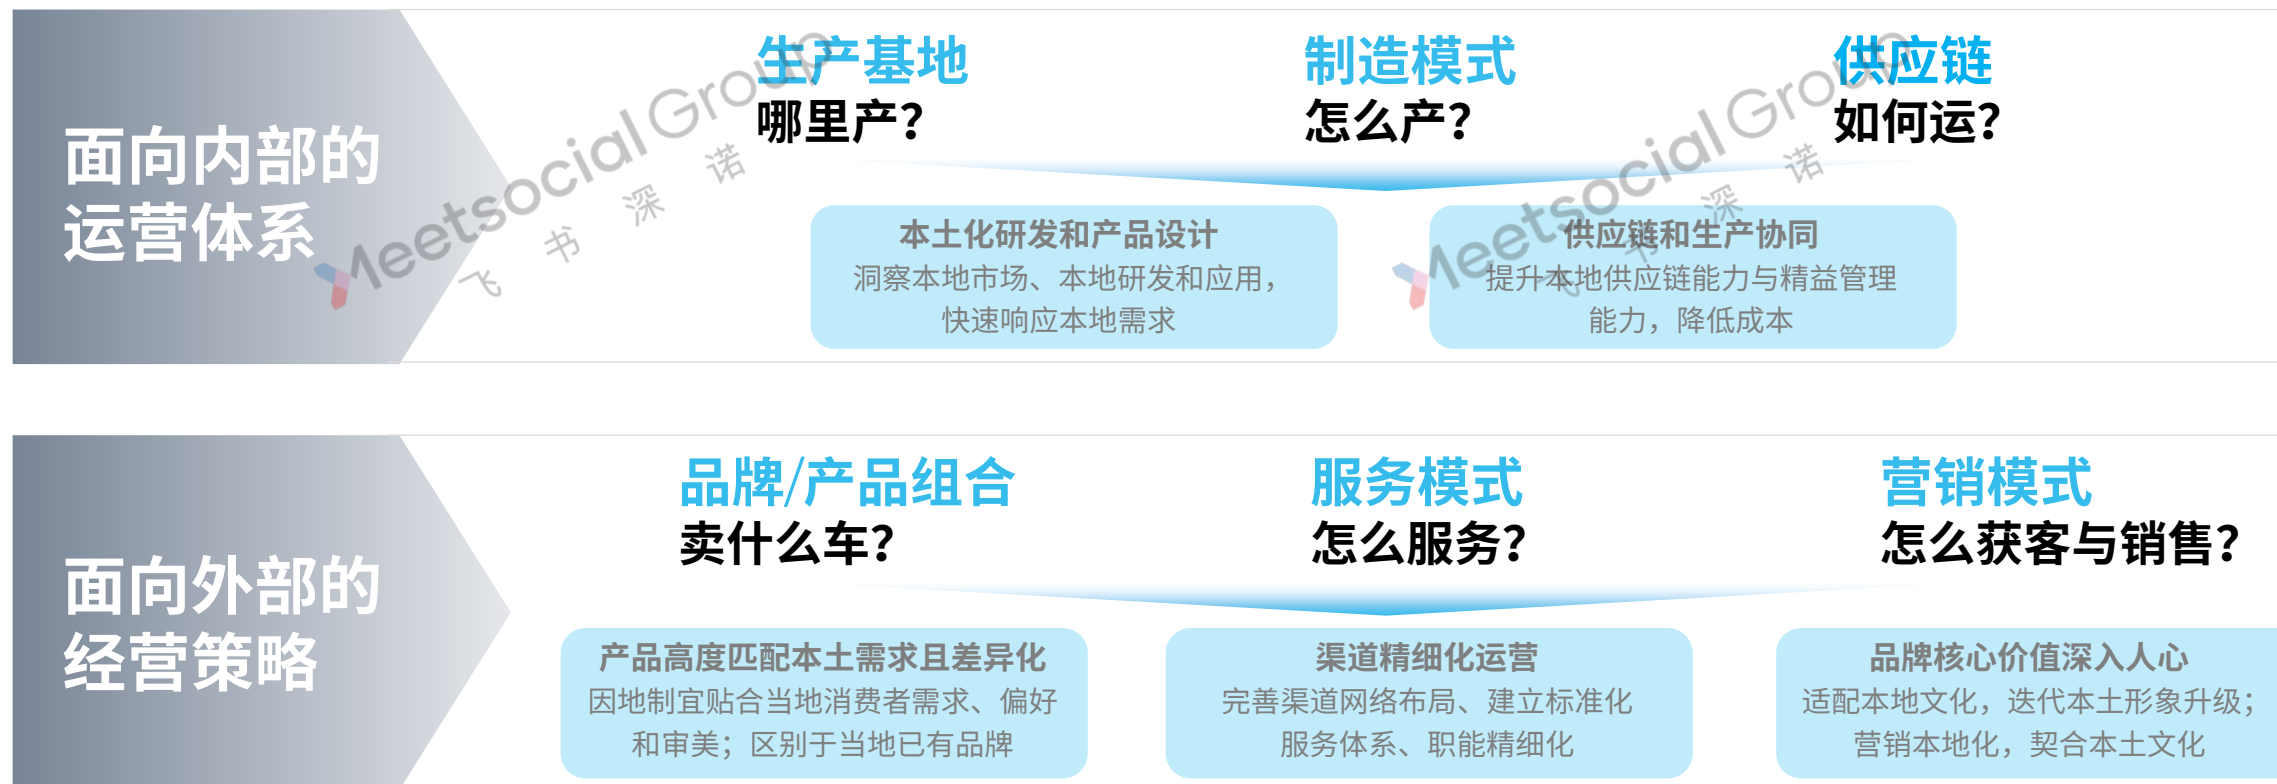 面向内部的
运营体系
生产基地
哪里产？
制造模式
怎么产？
供应链
如何运？
本土化研发和产品设计
洞察本地市场、本地研发和应用，
快速响应本地需求
供应链和生产协同
提升本地供应链能力与精益管理
能力，降低成本
Meetsocial Group
飞书深诺
Meetsocial Group
飞书深诺
面向外部的
经营策略
品牌/产品组合
卖什么车？
服务模式
怎么服务？
营销模式
怎么获客与销售？
产品高度匹配本土需求且差异化
因地制宜贴合当地消费者需求、偏好
和审美；区别于当地已有品牌
渠道精细化运营
完善渠道网络布局、建立标准化
服务体系、职能精细化
品牌核心价值深入人心
适配本地文化，迭代本土形象升级；
营销本地化，契合本土文化